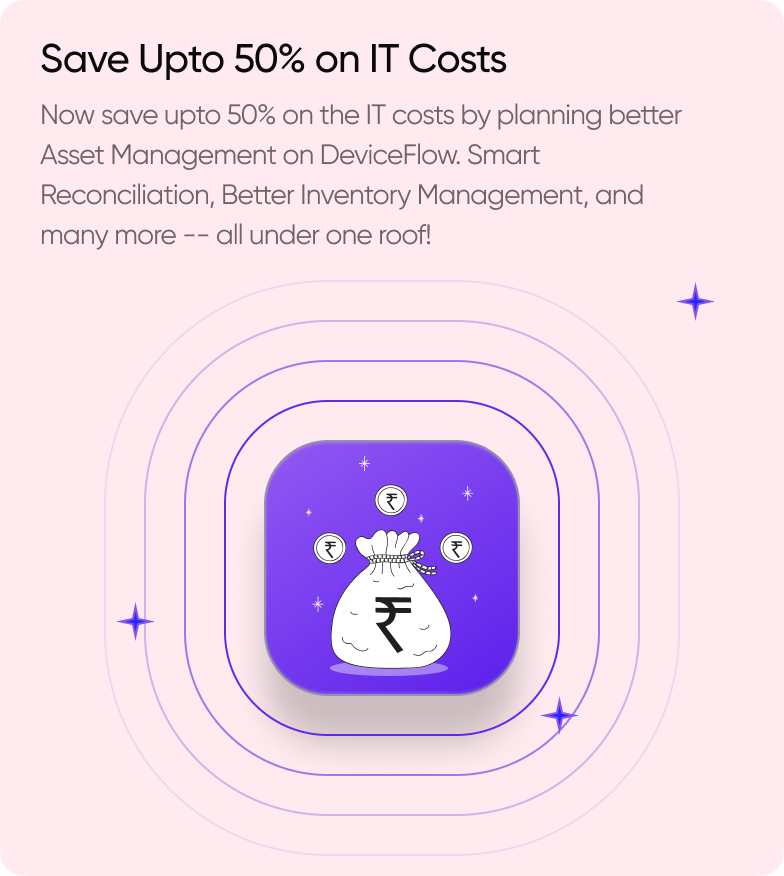 Save Upto 50% on IT Costs
Now save upto 50% on the IT costs by planning better
Asset Management on DeviceFlow. Smart
Reconciliation, Better Inventory Management, and
many more -- all under one roof!
₹
₹
₹
₹